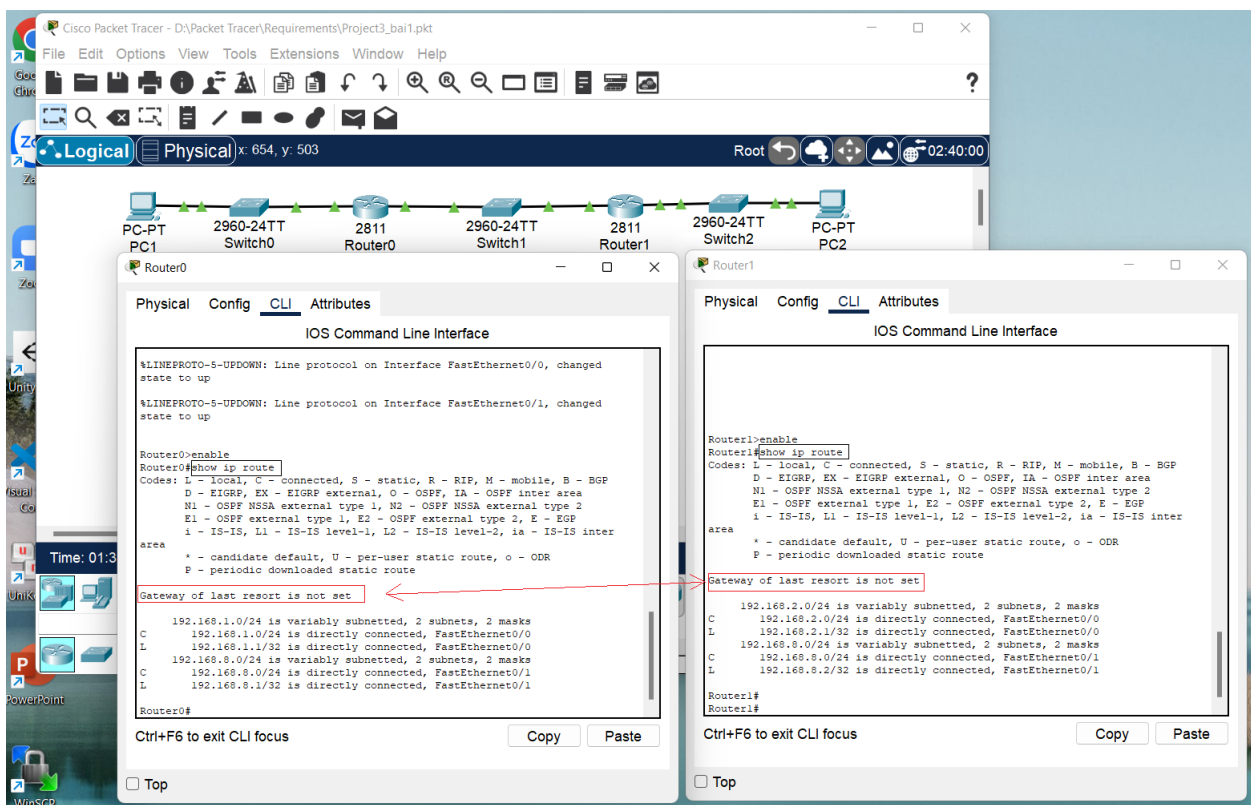 Cisco Packet Tracer - D:\Packet Tracer\Requirements\Project3_bai1.pkt
File Edit Options View Tools Extensions Window Help
?
Logical Physical x: 654, y: 503 Root 02:40:00
PC-PT
PC1
2960-24TT
Switch0
2811
Router0
2960-24TT
Switch1
2811
Router1
2960-24TT
Switch2
PC-PT
PC2
Time: 01:3
Router0
Physical Config CLI Attributes
IOS Command Line Interface
%LINEPROTO-5-UPDOWN: Line protocol on Interface FastEthernet0/0, changed
state to up
%LINEPROTO-5-UPDOWN: Line protocol on Interface FastEthernet0/1, changed
state to up
Router0>enable
Router0#show ip route
Codes: L - local, C - connected, S - static, R - RIP, M - mobile, B - BGP
D - EIGRP, EX - EIGRP external, O - OSPF, IA - OSPF inter area
N1 - OSPF NSSA external type 1, N2 - OSPF NSSA external type 2
E1 - OSPF external type 1, E2 - OSPF external type 2, E - EGP
i - IS-IS, L1 - IS-IS level-1, L2 - IS-IS level-2, ia - IS-IS inter
area
* - candidate default, U - per-user static route, o - ODR
P - periodic downloaded static route
Gateway of last resort is not set
192.168.1.0/24 is variably subnetted, 2 subnets, 2 masks
C 192.168.1.0/24 is directly connected, FastEthernet0/0
L 192.168.1.1/32 is directly connected, FastEthernet0/0
192.168.8.0/24 is variably subnetted, 2 subnets, 2 masks
C 192.168.8.0/24 is directly connected, FastEthernet0/1
L 192.168.8.1/32 is directly connected, FastEthernet0/1
Router0#
Ctrl+F6 to exit CLI focus
Copy Paste
Top
Router1
Physical Config CLI Attributes
IOS Command Line Interface
Router1>enable
Router1#show ip route
Codes: L - local, C - connected, S - static, R - RIP, M - mobile, B - BGP
D - EIGRP, EX - EIGRP external, O - OSPF, IA - OSPF inter area
N1 - OSPF NSSA external type 1, N2 - OSPF NSSA external type 2
E1 - OSPF external type 1, E2 - OSPF external type 2, E - EGP
i - IS-IS, L1 - IS-IS level-1, L2 - IS-IS level-2, ia - IS-IS inter
area
* - candidate default, U - per-user static route, o - ODR
P - periodic downloaded static route
Gateway of last resort is not set
192.168.2.0/24 is variably subnetted, 2 subnets, 2 masks
C 192.168.2.0/24 is directly connected, FastEthernet0/0
L 192.168.2.1/32 is directly connected, FastEthernet0/0
192.168.8.0/24 is variably subnetted, 2 subnets, 2 masks
C 192.168.8.0/24 is directly connected, FastEthernet0/1
L 192.168.8.2/32 is directly connected, FastEthernet0/1
Router1#
Router1#
Ctrl+F6 to exit CLI focus
Copy Paste
Top
PowerPoint
WinSCP